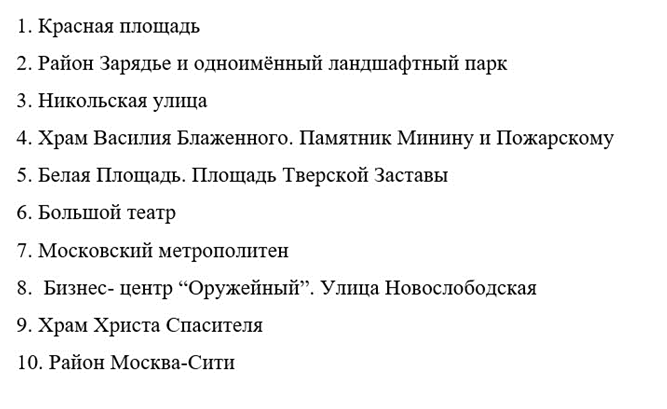 1. Красная площадь
2. Район Зарядье и одноимённый ландшафтный парк
3. Никольская улица
4. Храм Василия Блаженного. Памятник Минину и Пожарскому
5. Белая Площадь. Площадь Тверской Заставы
6. Большой театр
7. Московский метрополитен
8.  Бизнес- центр “Оружейный”. Улица Новослободская
9. Храм Христа Спасителя
10. Район Москва-Сити